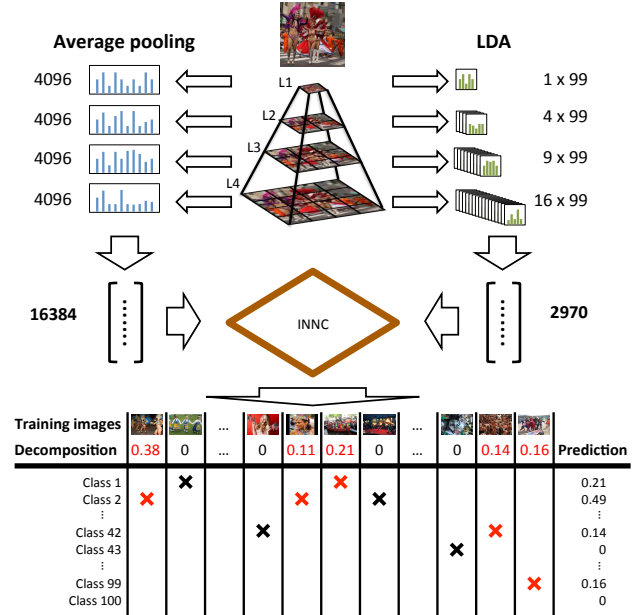 Average pooling LDA
L1
4096 1 x 99
L2
4096 4 x 99
L3
4096 9 x 99
L4
4096 16 x 99
16384 INNC 2970
Training images ... ...
Decomposition 0.38 0 ... 0 0.11 0.21 0 ... 0 0.14 0.16 Prediction
Class 1 0.21
Class 2 0.49
⋮ ⋮
Class 42 0.14
Class 43 0
⋮ ⋮
Class 99 0.16
Class 100 0